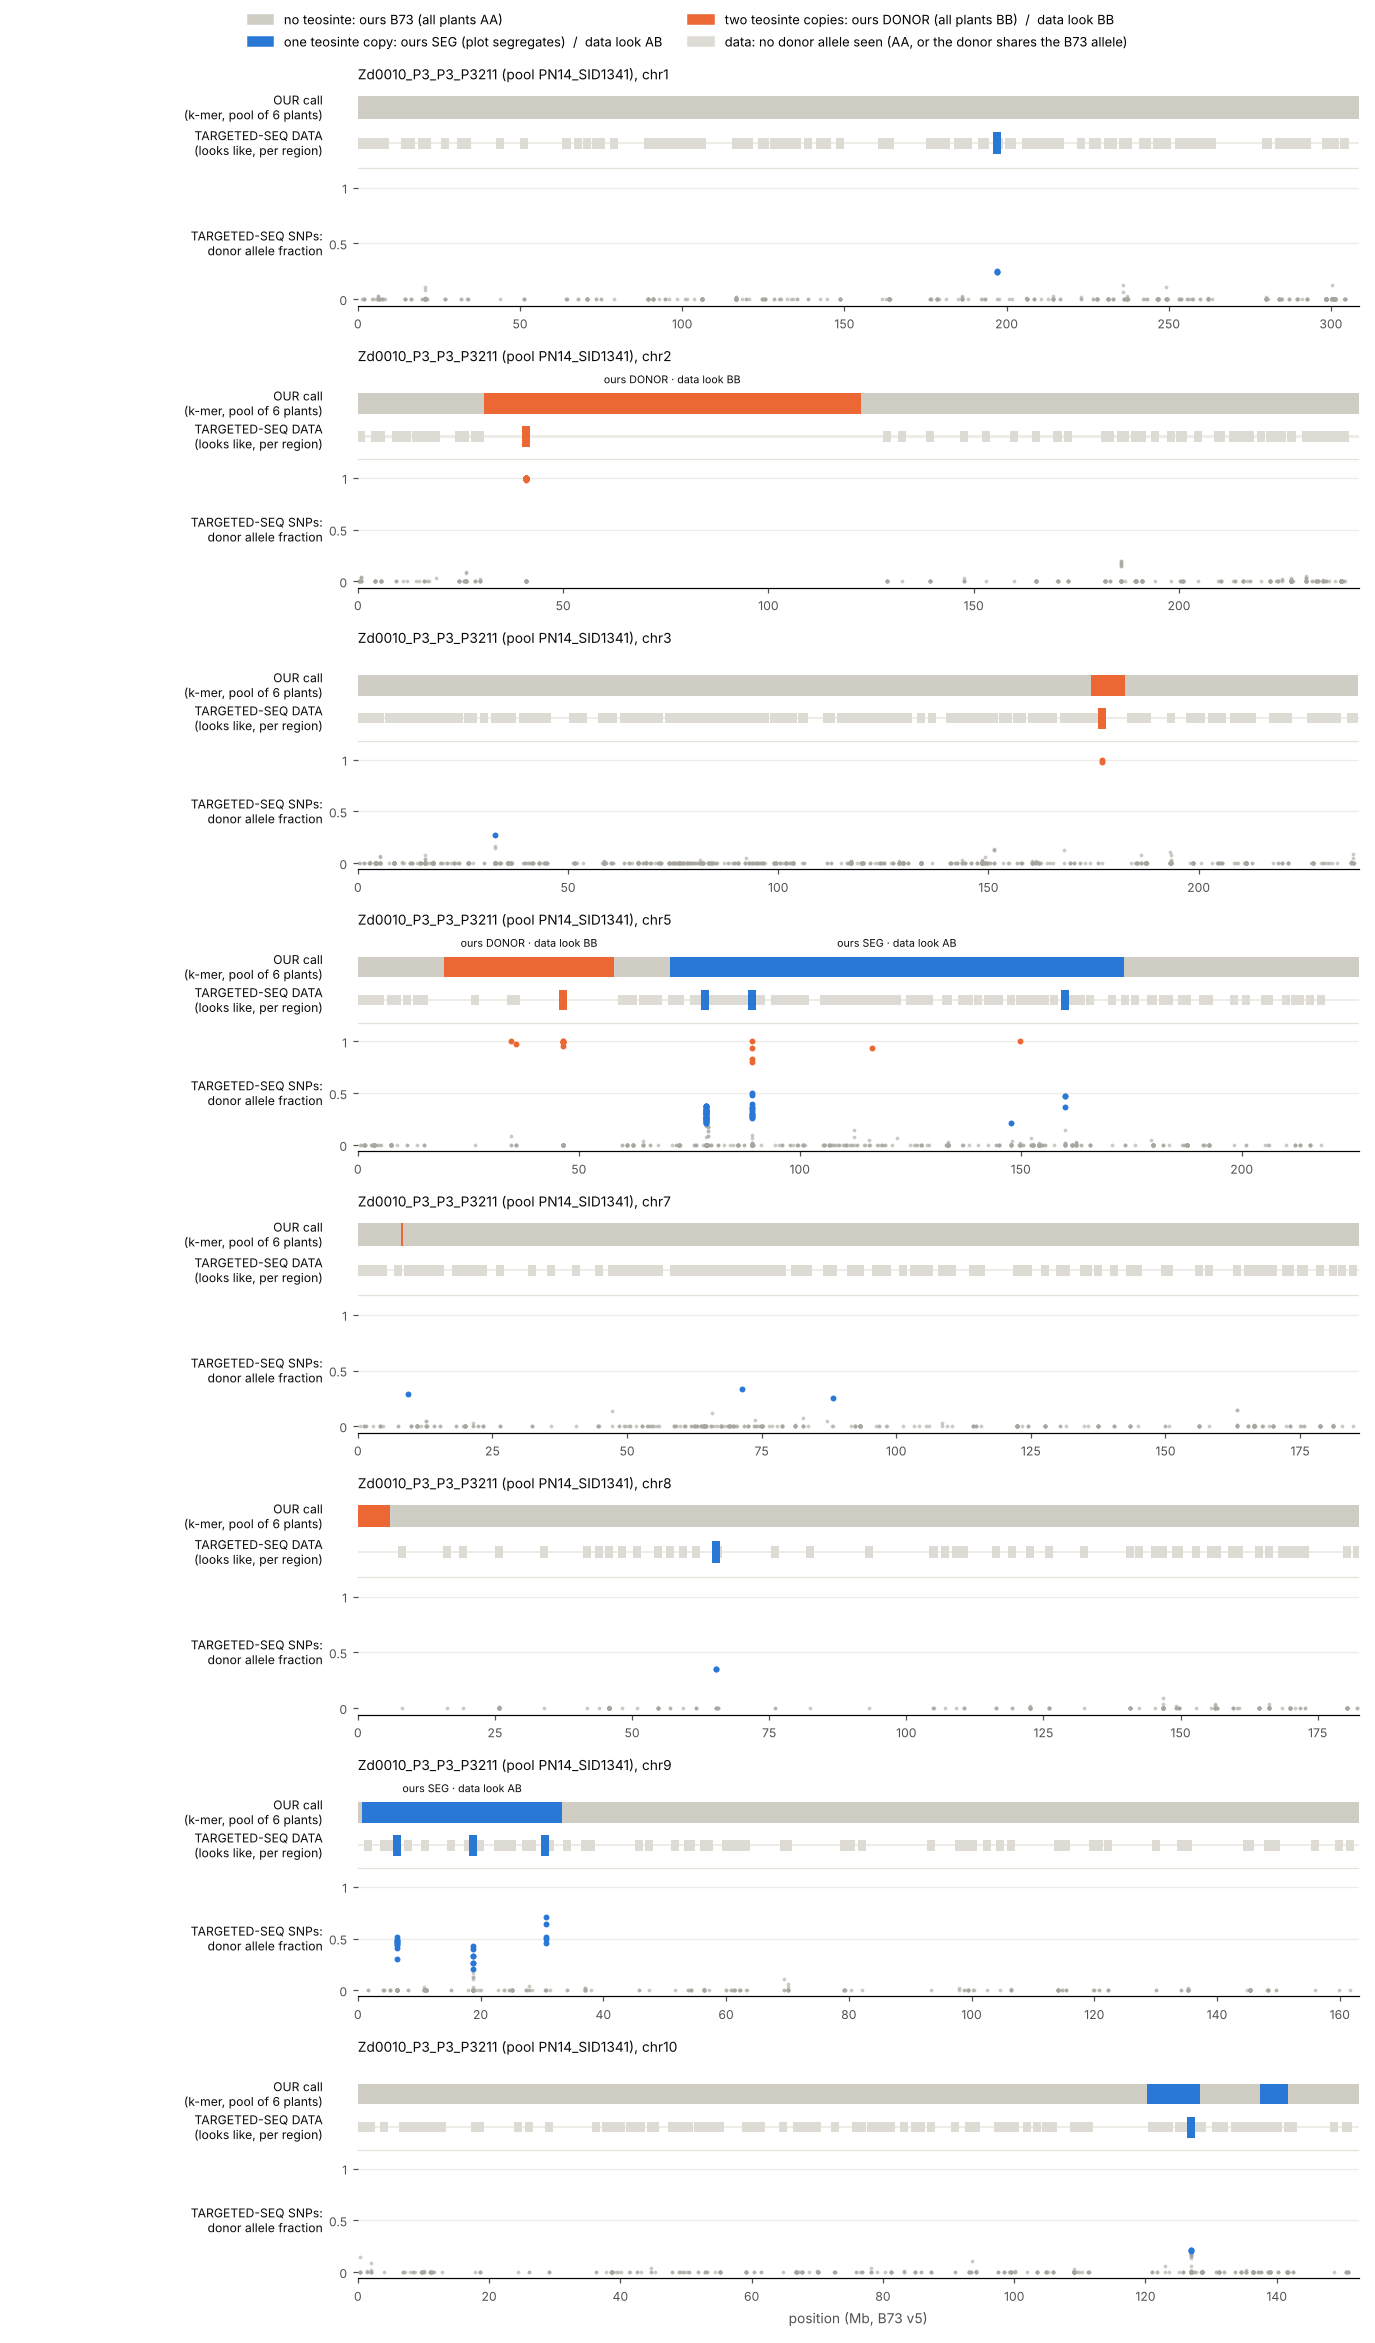 no teosinte: ours B73 (all plants AA)
two teosinte copies: ours DONOR (all plants BB) / data look BB
one teosinte copy: ours SEG (plot segregates) / data look AB
data: no donor allele seen (AA, or the donor shares the B73 allele)
Zd0010_P3_P3_P3211 (pool PN14_SID1341), chr1
OUR call
(k-mer, pool of 6 plants)
TARGETED-SEQ DATA
(looks like, per region)
1
TARGETED-SEQ SNPs:
donor allele fraction
0.5
0
0 50 100 150 200 250 300
Zd0010_P3_P3_P3211 (pool PN14_SID1341), chr2
ours DONOR · data look BB
OUR call
(k-mer, pool of 6 plants)
TARGETED-SEQ DATA
(looks like, per region)
1
TARGETED-SEQ SNPs:
donor allele fraction
0.5
0
0 50 100 150 200
Zd0010_P3_P3_P3211 (pool PN14_SID1341), chr3
OUR call
(k-mer, pool of 6 plants)
TARGETED-SEQ DATA
(looks like, per region)
1
TARGETED-SEQ SNPs:
donor allele fraction
0.5
0
0 50 100 150 200
Zd0010_P3_P3_P3211 (pool PN14_SID1341), chr5
ours DONOR · data look BB ours SEG · data look AB
OUR call
(k-mer, pool of 6 plants)
TARGETED-SEQ DATA
(looks like, per region)
1
TARGETED-SEQ SNPs:
donor allele fraction
0.5
0
0 50 100 150 200
Zd0010_P3_P3_P3211 (pool PN14_SID1341), chr7
OUR call
(k-mer, pool of 6 plants)
TARGETED-SEQ DATA
(looks like, per region)
1
TARGETED-SEQ SNPs:
donor allele fraction
0.5
0
0 25 50 75 100 125 150 175
Zd0010_P3_P3_P3211 (pool PN14_SID1341), chr8
OUR call
(k-mer, pool of 6 plants)
TARGETED-SEQ DATA
(looks like, per region)
1
TARGETED-SEQ SNPs:
donor allele fraction
0.5
0
0 25 50 75 100 125 150 175
Zd0010_P3_P3_P3211 (pool PN14_SID1341), chr9
ours SEG · data look AB
OUR call
(k-mer, pool of 6 plants)
TARGETED-SEQ DATA
(looks like, per region)
1
TARGETED-SEQ SNPs:
donor allele fraction
0.5
0
0 20 40 60 80 100 120 140 160
Zd0010_P3_P3_P3211 (pool PN14_SID1341), chr10
OUR call
(k-mer, pool of 6 plants)
TARGETED-SEQ DATA
(looks like, per region)
1
TARGETED-SEQ SNPs:
donor allele fraction
0.5
0
0 20 40 60 80 100 120 140
position (Mb, B73 v5)